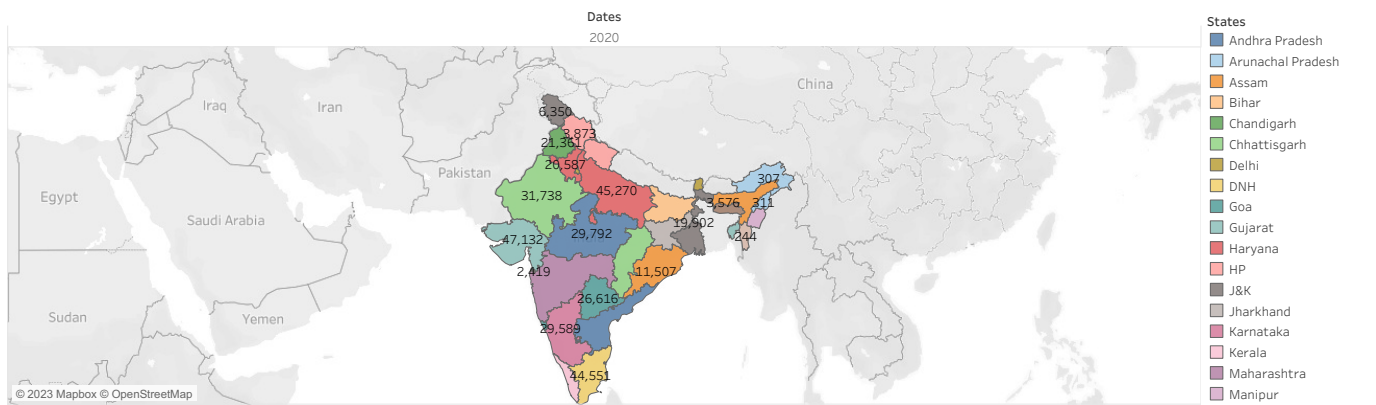 Dates
2020
States
Andhra Pradesh
Arunachal Pradesh
Assam
Bihar
Chandigarh
Chhattisgarh
Delhi
DNH
Goa
Gujarat
Haryana
HP
J&K
Jharkhand
Karnataka
Kerala
Maharashtra
Manipur
China
Iraq
Iran
Pakistan
Egypt
Saudi Arabia
Sudan
Yemen
6,350
3,873
21,361
20,587
31,738
45,270
307
3,576
311
19,902
244
29,792
47,132
2,419
11,507
26,616
29,589
44,551
© 2023 Mapbox © OpenStreetMap